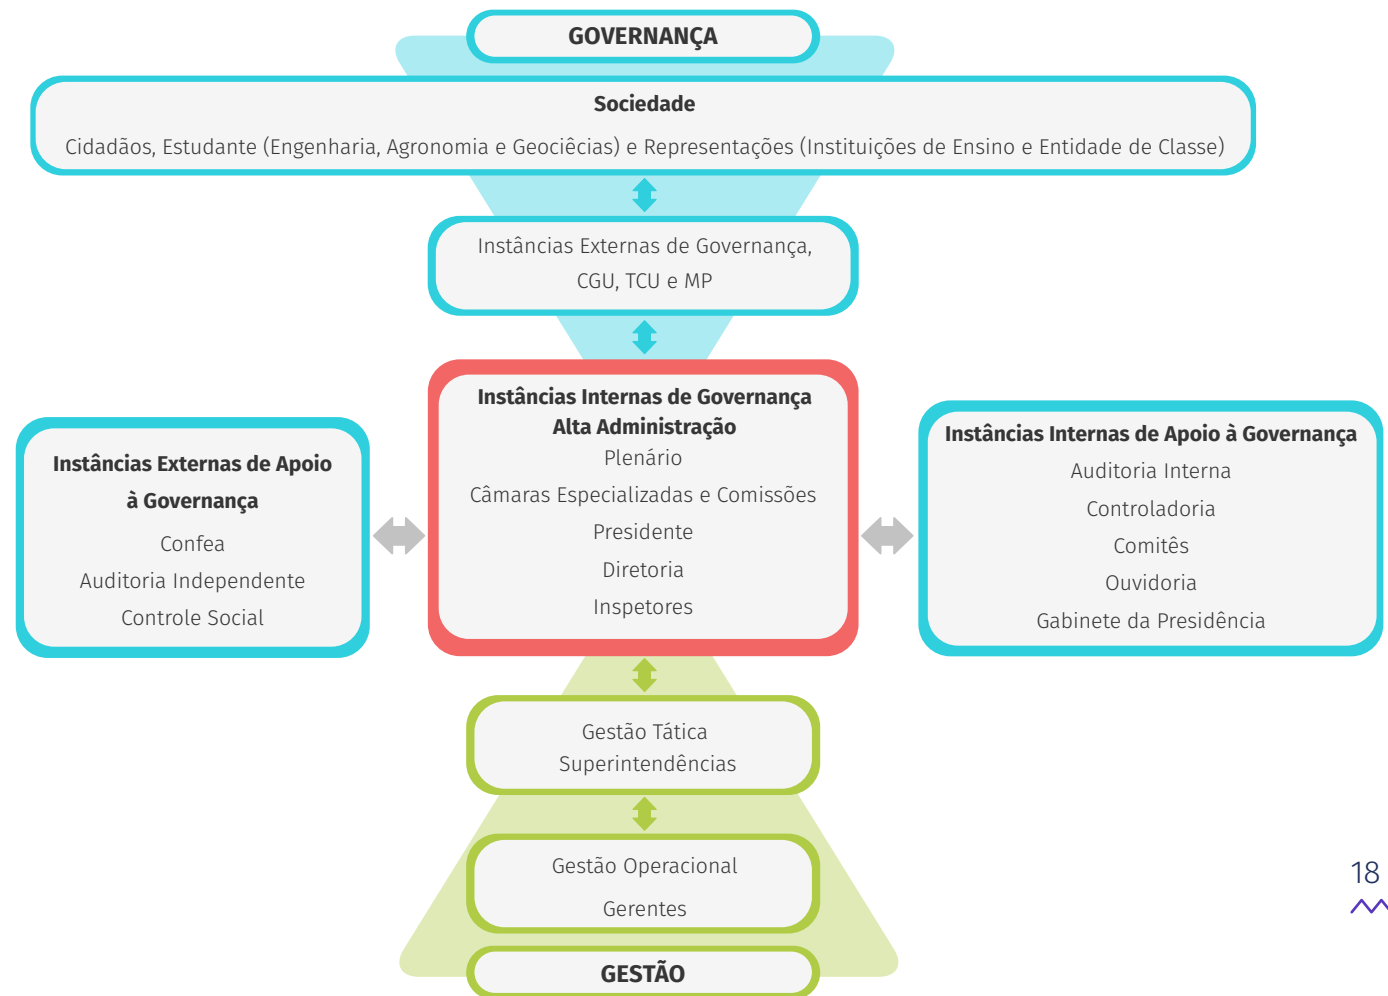 GOVERNANÇA
Sociedade
Cidadãos, Estudante (Engenharia, Agronomia e Geociêcias) e Representações (Instituições de Ensino e Entidade de Classe)
Instâncias Externas de Governança,
CGU, TCU e MP
Instâncias Externas de Apoio
à Governança
Confea
Auditoria Independente
Controle Social
Instâncias Internas de Governança
Alta Administração
Plenário
Câmaras Especializadas e Comissões
Presidente
Diretoria
Inspetores
Instâncias Internas de Apoio à Governança
Auditoria Interna
Controladoria
Comitês
Ouvidoria
Gabinete da Presidência
Gestão Tática
Superintendências
Gestão Operacional
Gerentes
GESTÃO
18